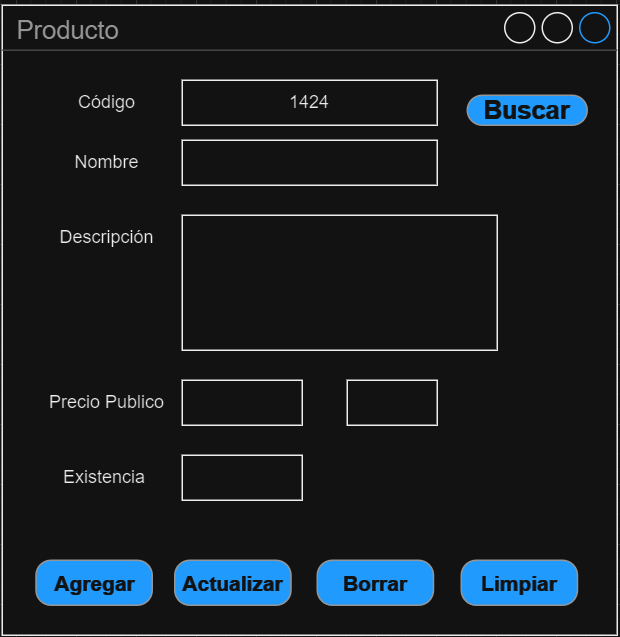 Producto
Código 1424 Buscar
Nombre
Descripción
Precio Publico
Existencia
Agregar Actualizar Borrar Limpiar